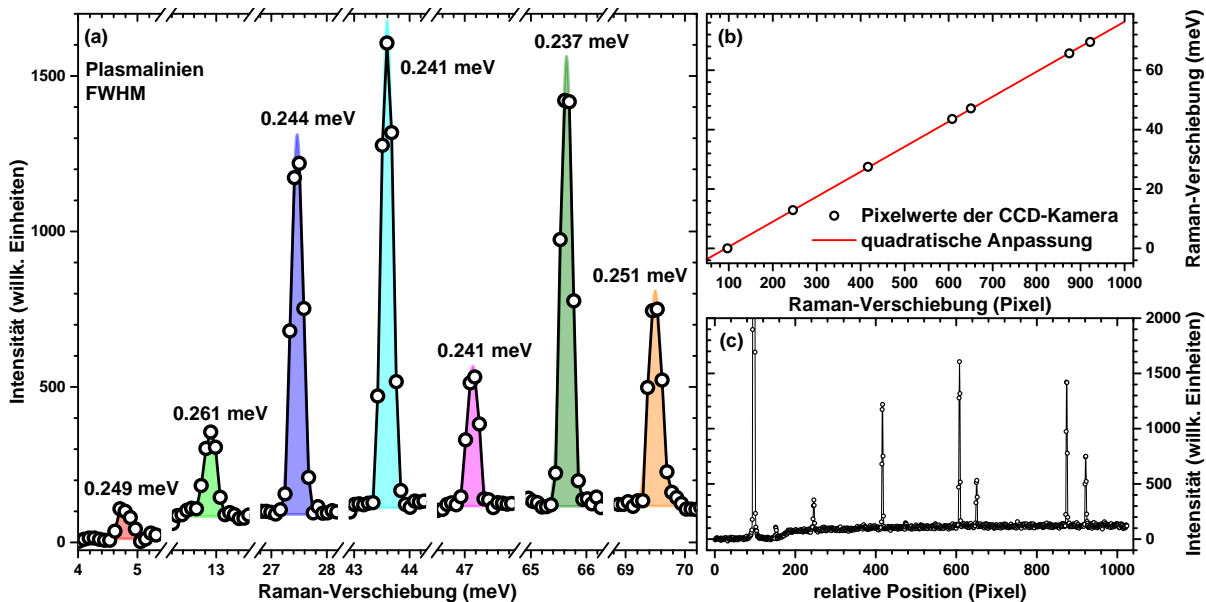 (a)
Plasmalinien
FWHM
0.249 meV
0.261 meV
0.244 meV
0.241 meV
0.241 meV
0.237 meV
0.251 meV
Intensität (willk. Einheiten)
0
500
1000
1500
4 5 13 27 28 43 44 47 65 66 69 70
Raman-Verschiebung (meV)
(b)
Pixelwerte der CCD-Kamera
quadratische Anpassung
0
20
40
60
Raman-Verschiebung (meV)
100 200 300 400 500 600 700 800 900 1000
Raman-Verschiebung (Pixel)
(c)
2000
1500
1000
500
0
Intensität (willk. Einheiten)
0 200 400 600 800 1000
relative Position (Pixel)